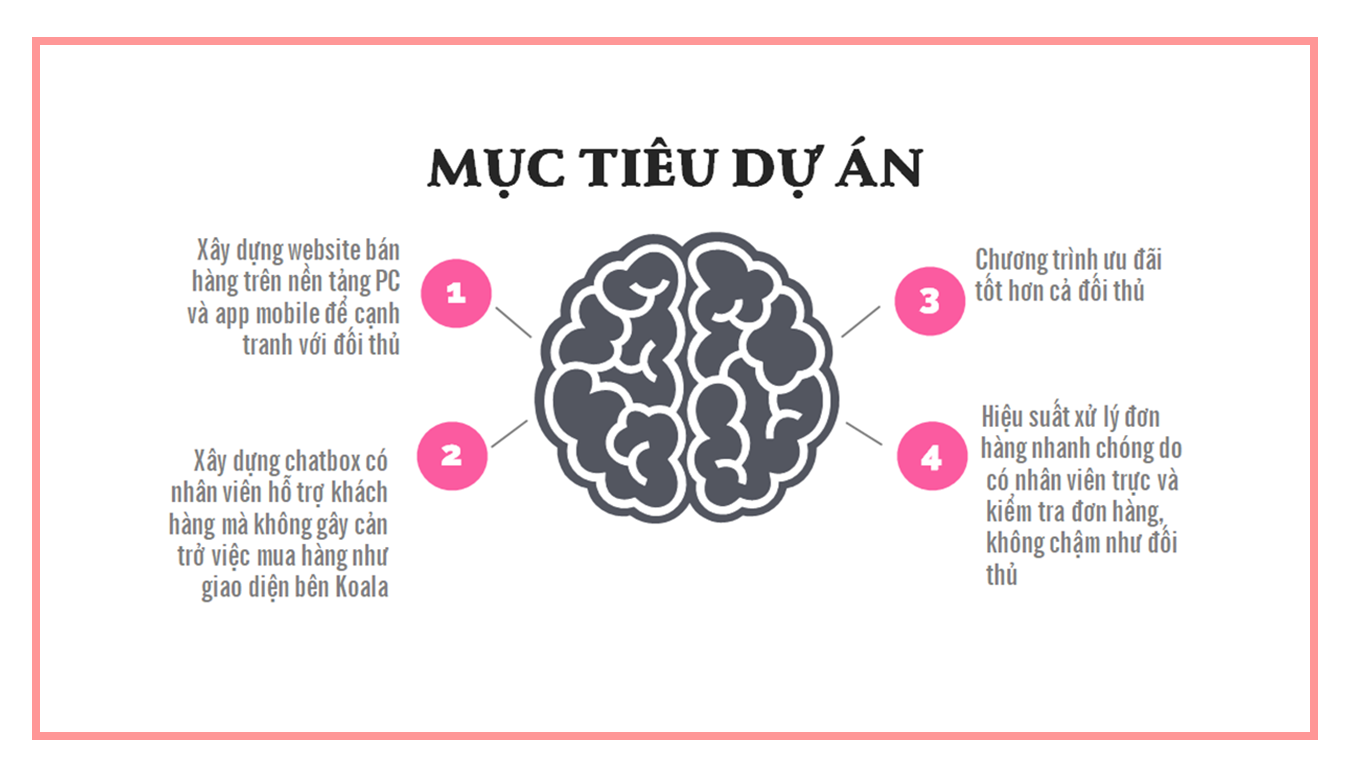 MỤC TIÊU DỰ ÁN
Xây dựng website bán
hàng trên nền tảng PC
và app mobile để cạnh
tranh với đối thủ
1
2
Xây dựng chatbox có
nhân viên hỗ trợ khách
hàng mà không gây cản
trở việc mua hàng như
giao diện bên Koala
3
Chương trình ưu đãi
tốt hơn cả đối thủ
4
Hiệu suất xử lý đơn
hàng nhanh chóng do
có nhân viên trực và
kiểm tra đơn hàng,
không chậm như đối
thủ